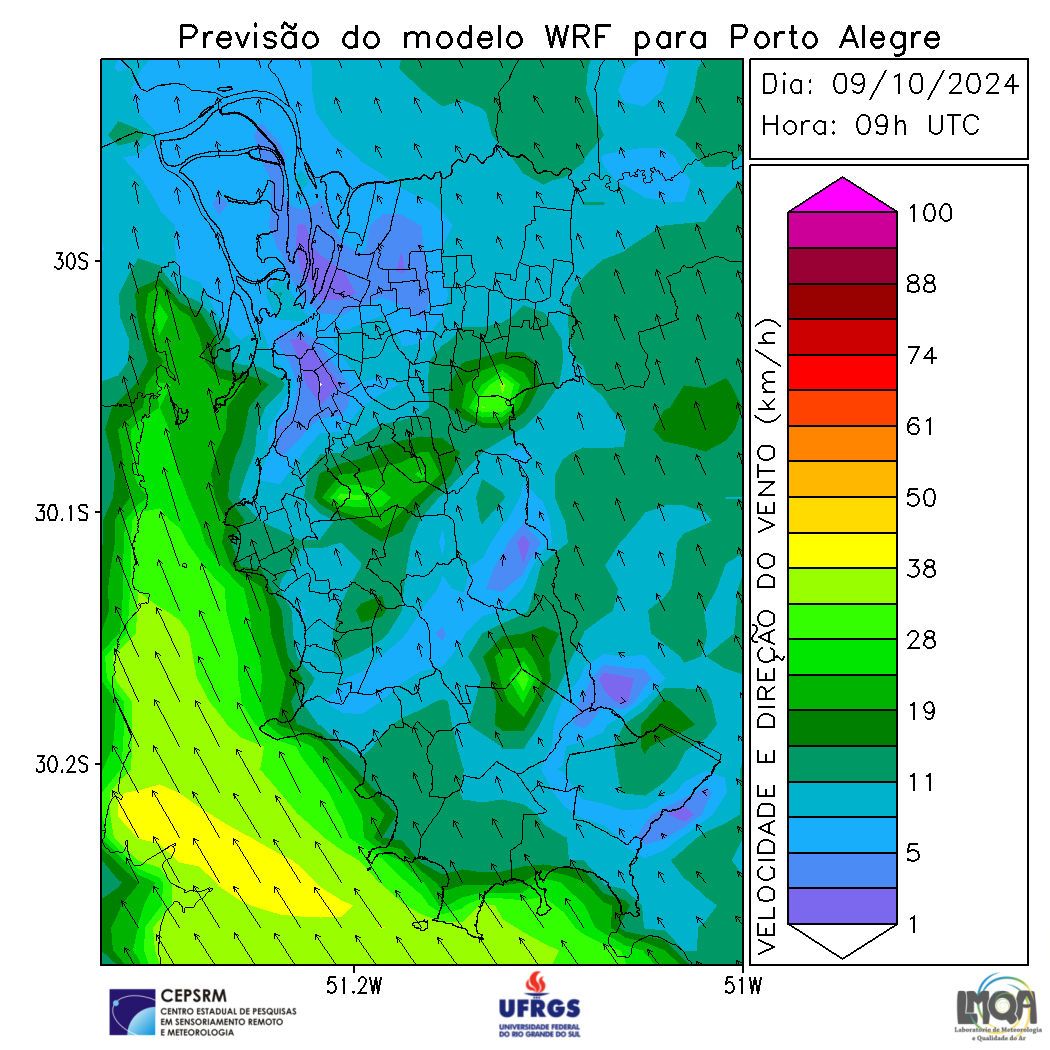 Previsão do modelo WRF para Porto Alegre
Dia: 09/10/2024
Hora: 09h UTC
30S
30.1S
30.2S
51.2W
51W
VELOCIDADE E DIREÇÃO DO VENTO (km/h)
100
88
74
61
50
38
28
19
11
5
1
CEPSRM
CENTRO ESTADUAL DE PESQUISAS
EM SENSORIAMENTO REMOTO
E METEOROLOGIA
UFRGS
UNIVERSIDADE FEDERAL
DO RIO GRANDE DO SUL
LMQA
Laboratório de Meteorologia
e Qualidade do Ar